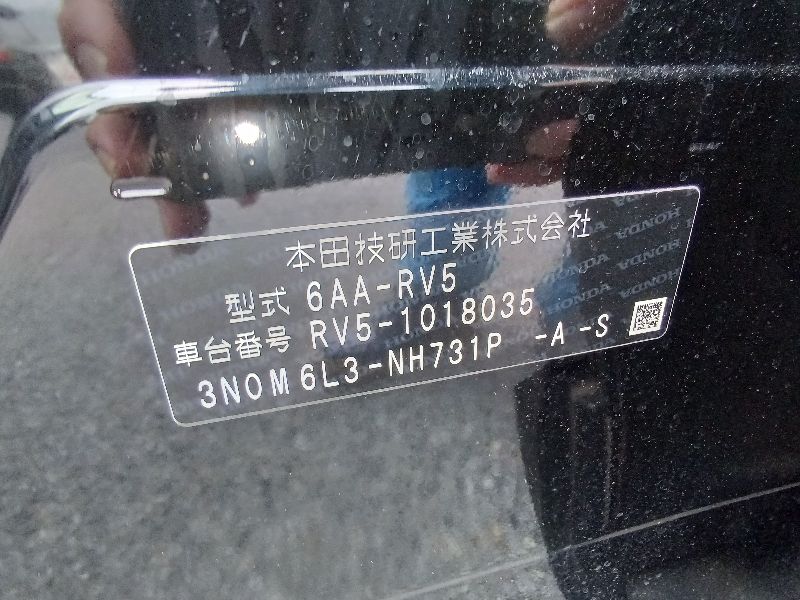 本田技研工業株式会社
型式 6AA-RV5
車台番号 RV5-1018035
3N0M6L3-NH731P -A -S